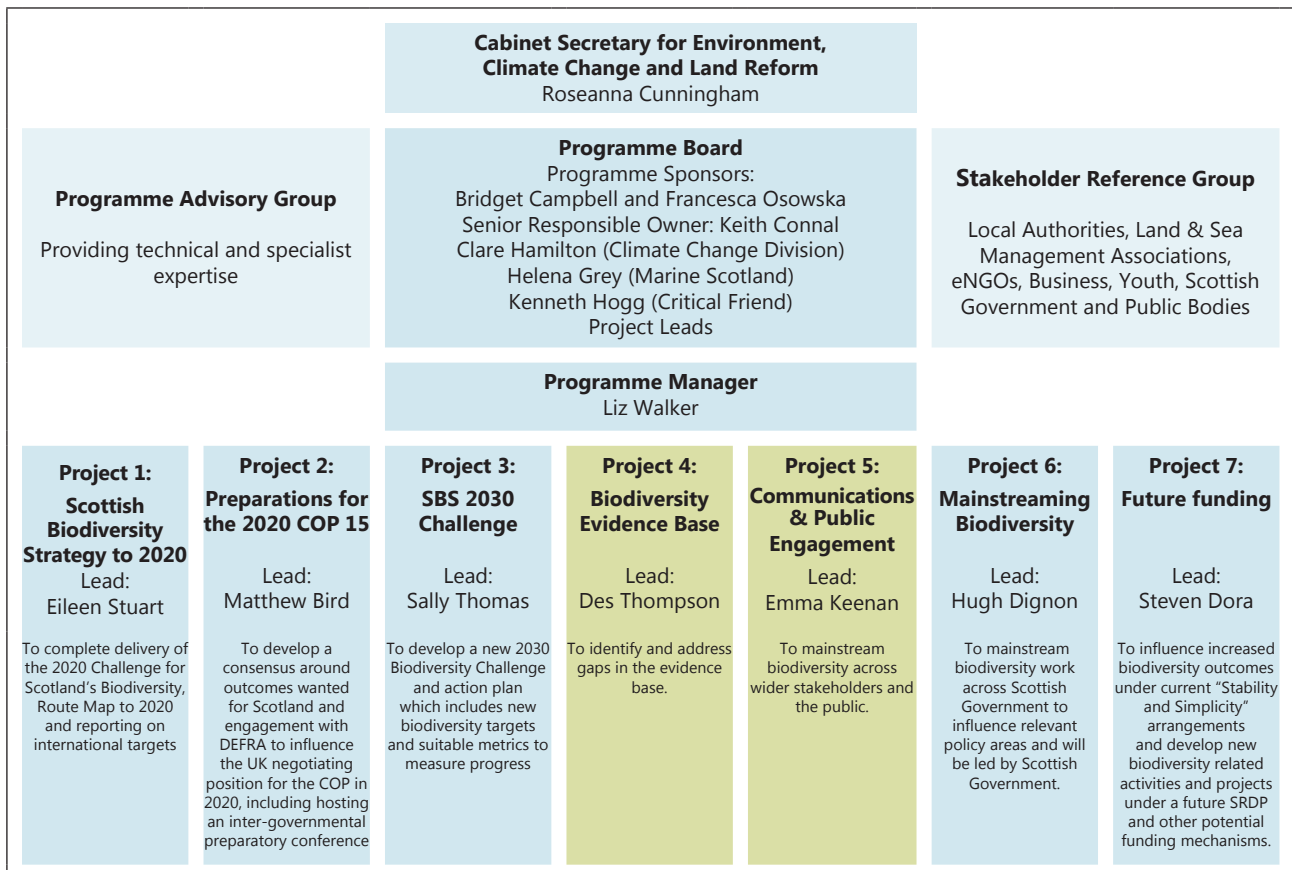 Cabinet Secretary for Environment,
Climate Change and Land Reform
Roseanna Cunningham
Programme Advisory Group
Providing technical and specialist
expertise
Programme Board
Programme Sponsors:
Bridget Campbell and Francesca Osowska
Senior Responsible Owner: Keith Connal
Clare Hamilton (Climate Change Division)
Helena Grey (Marine Scotland)
Kenneth Hogg (Critical Friend)
Project Leads
Stakeholder Reference Group
Local Authorities, Land & Sea
Management Associations,
eNGOs, Business, Youth, Scottish
Government and Public Bodies
Programme Manager
Liz Walker
Project 1:
Scottish
Biodiversity
Strategy to 2020
Lead:
Eileen Stuart
To complete delivery of
the 2020 Challenge for
Scotland's Biodiversity,
Route Map to 2020
and reporting on
international targets
Project 2:
Preparations for
the 2020 COP 15
Lead:
Matthew Bird
To develop a
consensus around
outcomes wanted
for Scotland and
engagement with
DEFRA to influence
the UK negotiating
position for the COP in
2020, including hosting
an inter-governmental
preparatory conference
Project 3:
SBS 2030
Challenge
Lead:
Sally Thomas
To develop a new 2030
Biodiversity Challenge
and action plan
which includes new
biodiversity targets
and suitable metrics to
measure progress
Project 4:
Biodiversity
Evidence Base
Lead:
Des Thompson
To identify and address
gaps in the evidence
base.
Project 5:
Communications
& Public
Engagement
Lead:
Emma Keenan
To mainstream
biodiversity across
wider stakeholders and
the public.
Project 6:
Mainstreaming
Biodiversity
Lead:
Hugh Dignon
To mainstream
biodiversity work
across Scottish
Government to
influence relevant
policy areas and will
be led by Scottish
Government.
Project 7:
Future funding
Lead:
Steven Dora
To influence increased
biodiversity outcomes
under current “Stability
and Simplicity”
arrangements
and develop new
biodiversity related
activities and projects
under a future SRDP
and other potential
funding mechanisms.